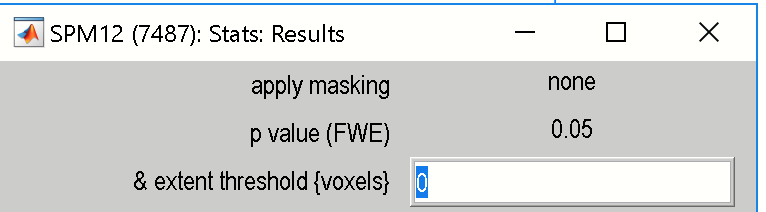 SPM12 (7487): Stats: Results
apply masking none
p value (FWE) 0.05
& extent threshold {voxels} 0